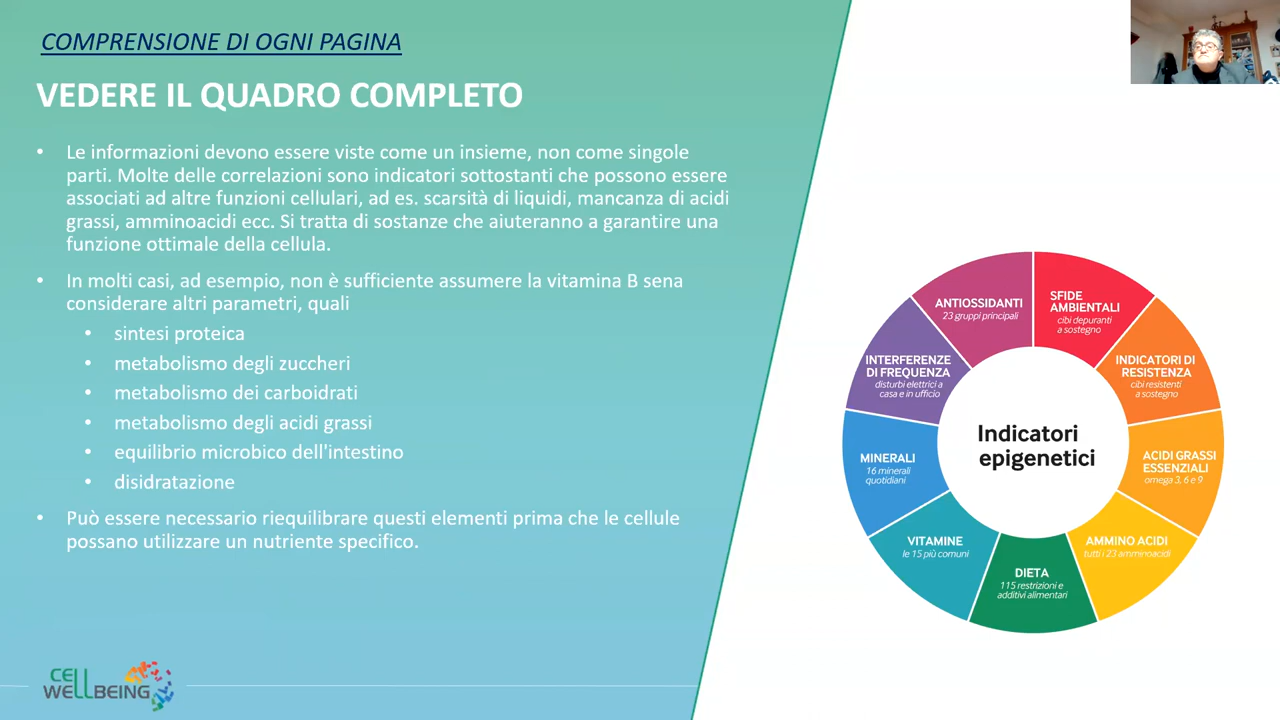 COMPRENSIONE DI OGNI PAGINA
VEDERE IL QUADRO COMPLETO
• Le informazioni devono essere viste come un insieme, non come singole
parti. Molte delle correlazioni sono indicatori sottostanti che possono essere
associati ad altre funzioni cellulari, ad es. scarsità di liquidi, mancanza di acidi
grassi, amminoacidi ecc. Si tratta di sostanze che aiuteranno a garantire una
funzione ottimale della cellula.
• In molti casi, ad esempio, non è sufficiente assumere la vitamina B sena
considerare altri parametri, quali
• sintesi proteica
• metabolismo degli zuccheri
• metabolismo dei carboidrati
• metabolismo degli acidi grassi
• equilibrio microbico dell'intestino
• disidratazione
• Può essere necessario riequilibrare questi elementi prima che le cellule
possano utilizzare un nutriente specifico.
CELL
WELLBEING
Indicatori
epigenetici
SFIDE
AMBIENTALI
cibi depuranti
a sostegno
INDICATORI DI
RESISTENZA
cibi resistenti
a sostegno
ACIDI GRASSI
ESSENZIALI
omega 3, 6 e 9
AMMINO ACIDI
tutti i 23 amminoacidi
DIETA
115 restrizioni e
additivi alimentari
VITAMINE
le 15 più comuni
MINERALI
16 minerali
quotidiani
INTERFERENZE
DI FREQUENZA
disturbi elettrici a
casa e in ufficio
ANTIOSSIDANTI
23 gruppi principali